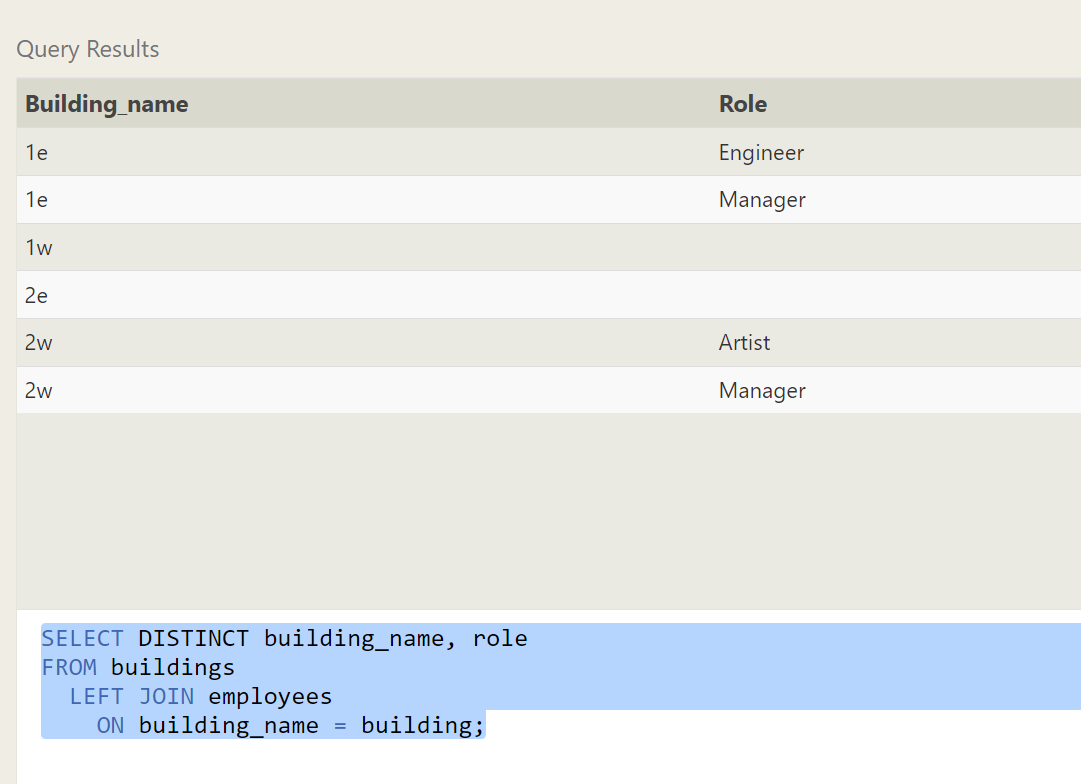 Query Results
Building_name Role
1e Engineer
1e Manager
1w
2e
2w Artist
2w Manager
SELECT DISTINCT building_name, role
FROM buildings
  LEFT JOIN employees
    ON building_name = building;